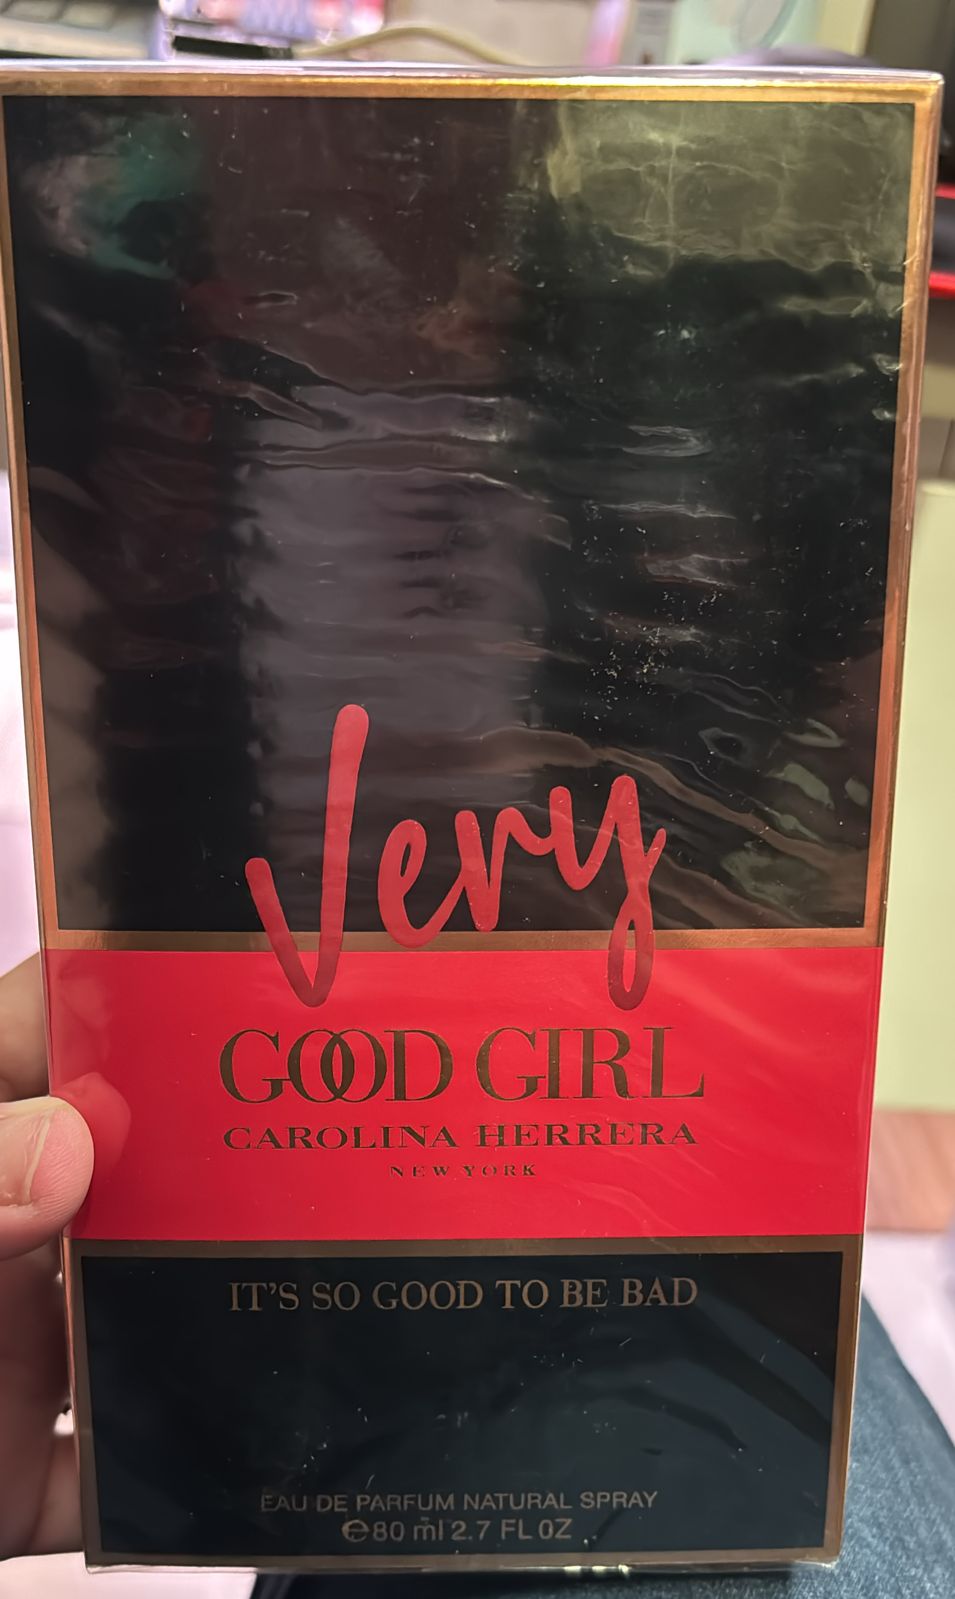 Very
GOOD GIRL
CAROLINA HERRERA
NEW YORK
IT'S SO GOOD TO BE BAD
EAU DE PARFUM NATURAL SPRAY
℮80 ml 2.7 FL OZ